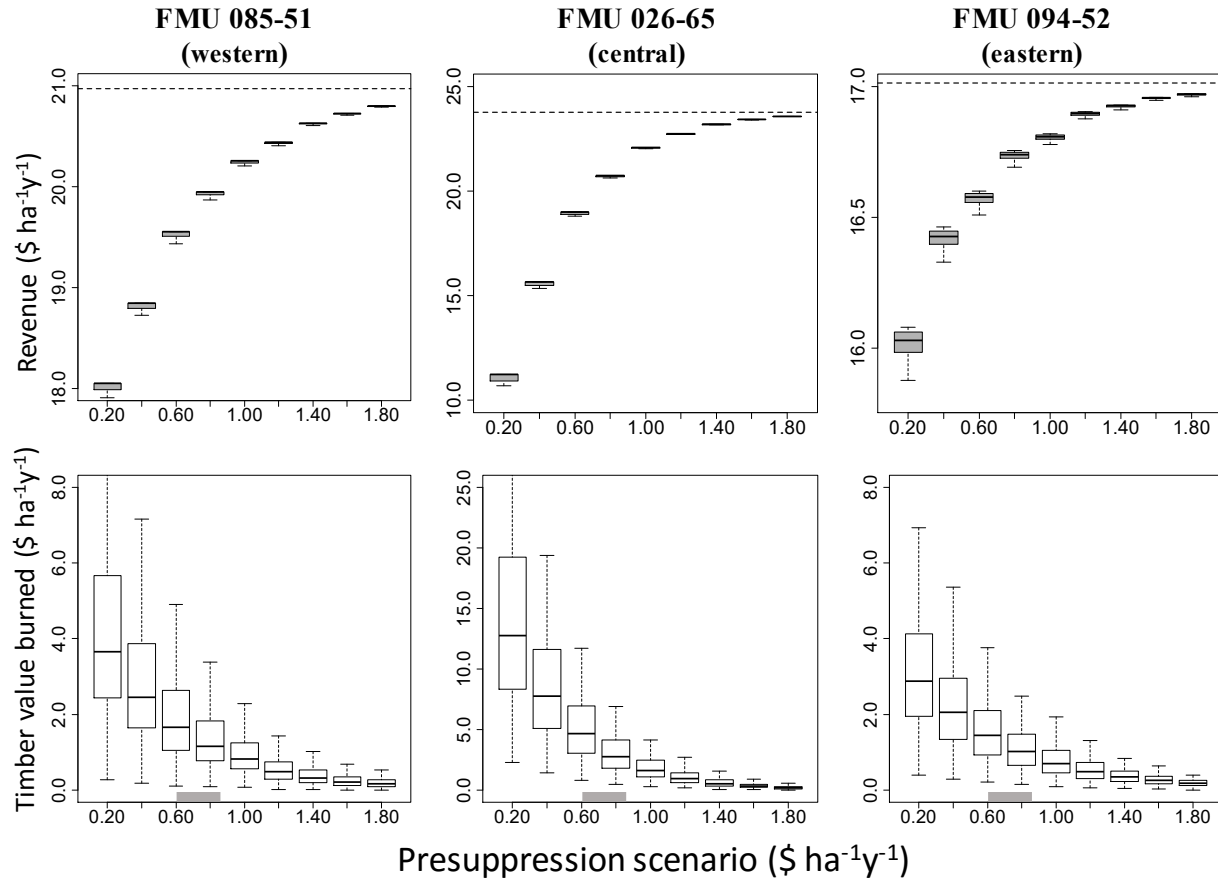 FMU 085-51
(western)
FMU 026-65
(central)
FMU 094-52
(eastern)
Revenue ($ ha⁻¹y⁻¹)
21.0
20.0
19.0
18.0
0.20 0.60 1.00 1.40 1.80
25.0
20.0
15.0
10.0
0.20 0.60 1.00 1.40 1.80
17.0
16.5
16.0
0.20 0.60 1.00 1.40 1.80
Timber value burned ($ ha⁻¹y⁻¹)
8.0
6.0
4.0
2.0
0.0
0.20 0.60 1.00 1.40 1.80
25.0
20.0
15.0
10.0
5.0
0.0
0.20 0.60 1.00 1.40 1.80
8.0
6.0
4.0
2.0
0.0
0.20 0.60 1.00 1.40 1.80
Presuppression scenario ($ ha⁻¹y⁻¹)